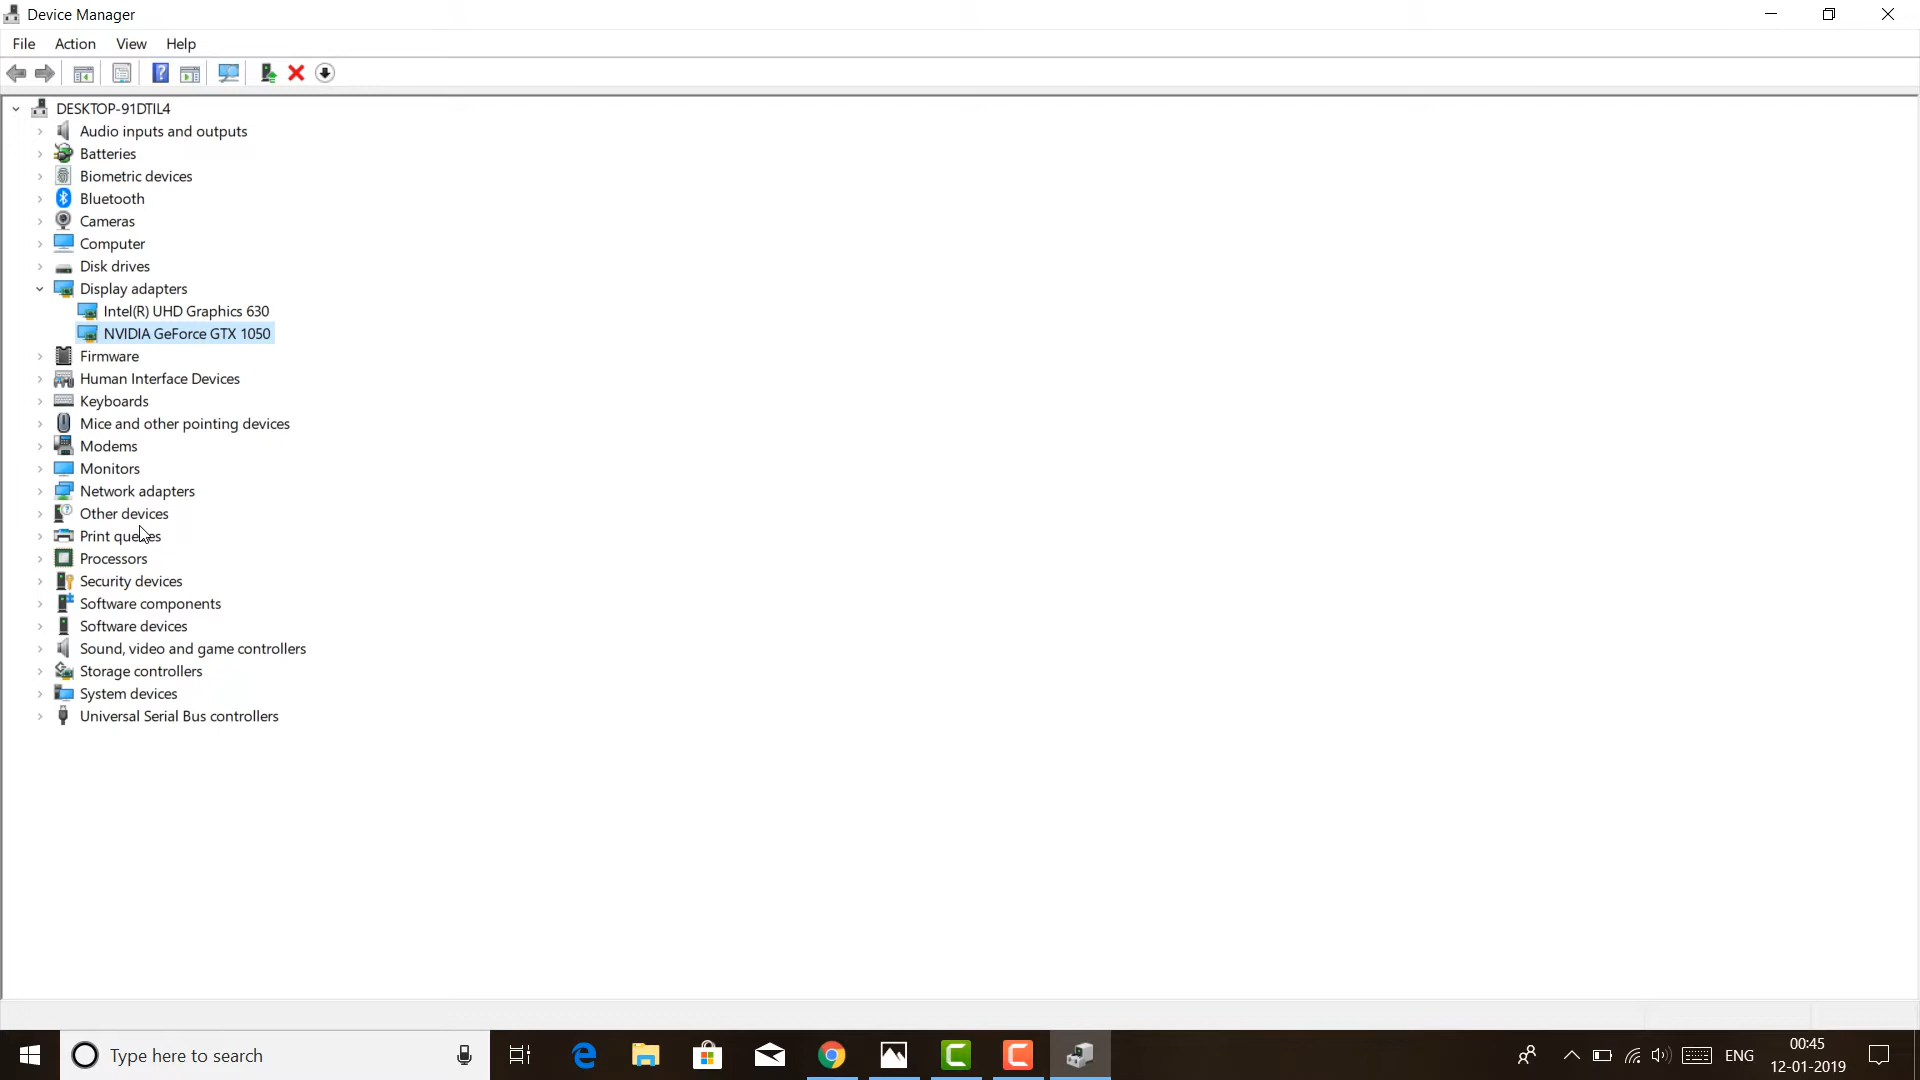 Device Manager
File Action View Help
DESKTOP-91DTIL4
Audio inputs and outputs
Batteries
Biometric devices
Bluetooth
Cameras
Computer
Disk drives
Display adapters
Intel(R) UHD Graphics 630
NVIDIA GeForce GTX 1050
Firmware
Human Interface Devices
Keyboards
Mice and other pointing devices
Modems
Monitors
Network adapters
Other devices
Print queues
Processors
Security devices
Software components
Software devices
Sound, video and game controllers
Storage controllers
System devices
Universal Serial Bus controllers
Type here to search
ENG
00:45
12-01-2019